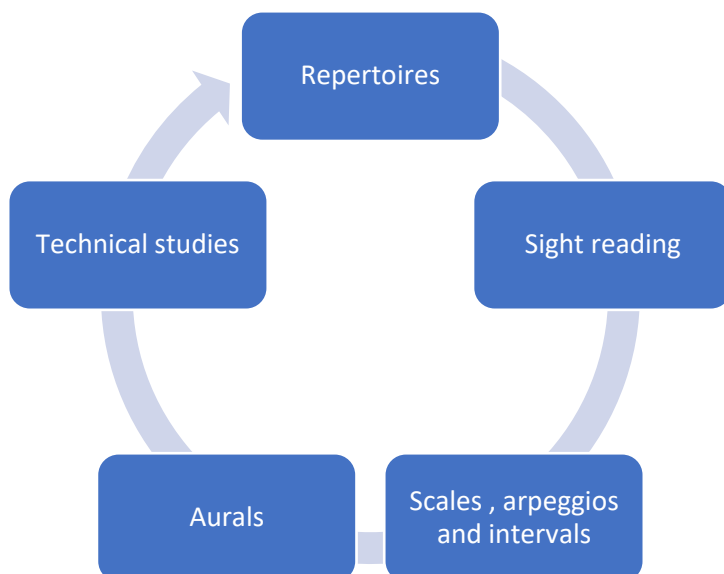 Repertoires
Sight reading
Scales , arpeggios
and intervals
Aurals
Technical studies